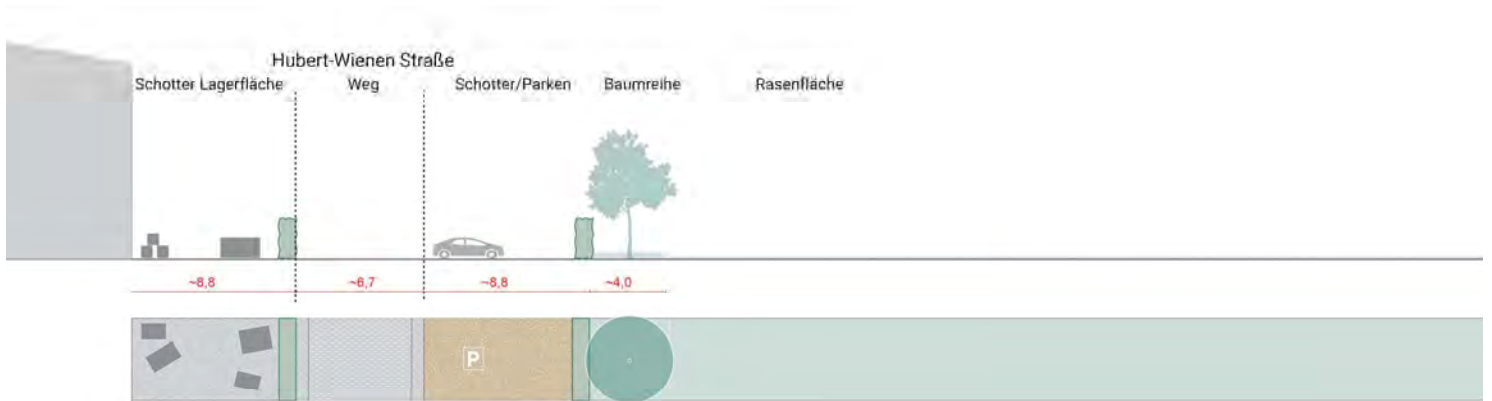 Hubert-Wienen Straße
Schotter Lagerfläche Weg Schotter/Parken Baumreihe Rasenfläche
~8,8 ~6,7 ~8,8 ~4,0
P